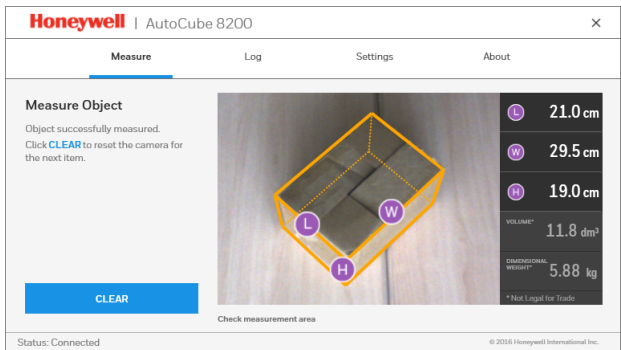 Honeywell | AutoCube 8200
Measure Log Settings About
Measure Object
Object successfully measured.
Click CLEAR to reset the camera for
the next item.
CLEAR
L
W
H
L 21.0 cm
W 29.5 cm
H 19.0 cm
VOLUME* 11.8 dm³
DIMENSIONAL
WEIGHT* 5.88 kg
* Not Legal for Trade
Check measurement area
Status: Connected
© 2016 Honeywell International Inc.